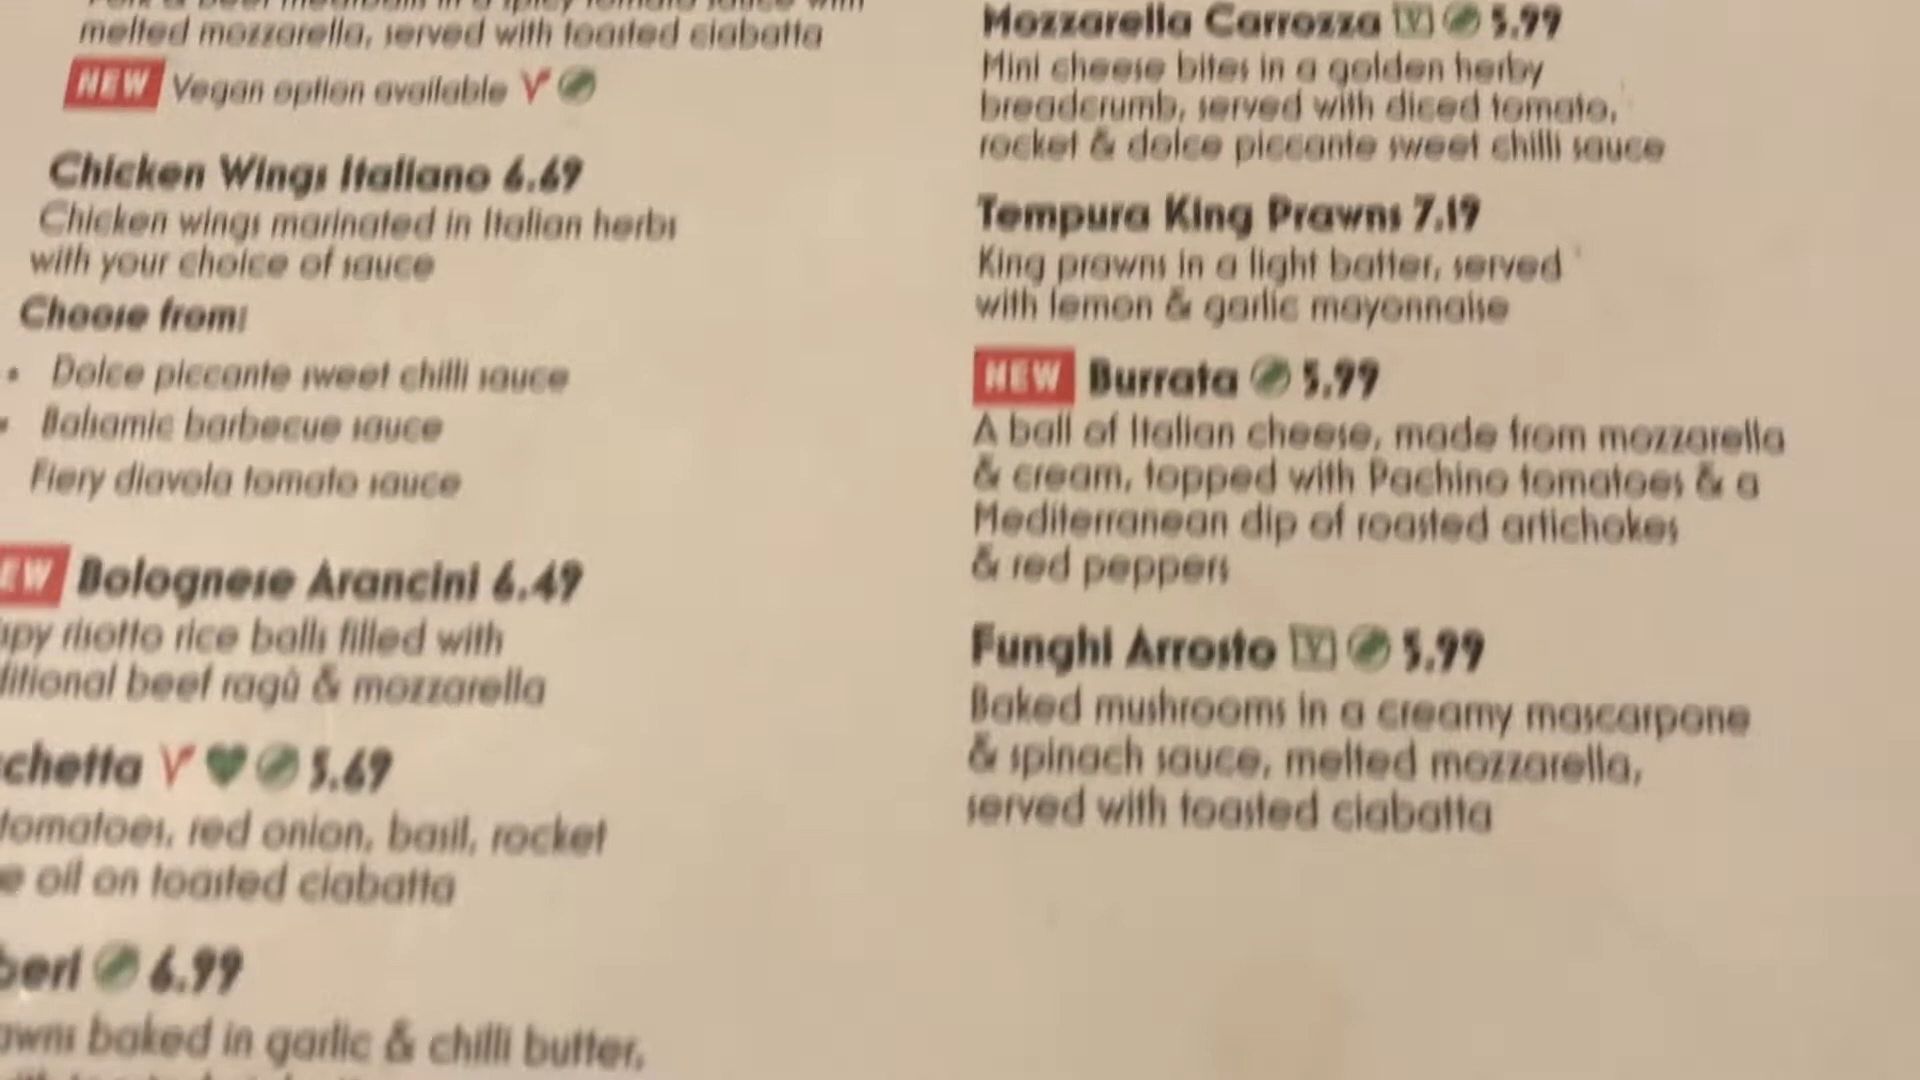 melted mozzarella, served with toasted ciabatta
NEW Vegan option available V
Chicken Wings Italiano 6.69
Chicken wings marinated in Italian herbs
with your choice of sauce
Choose from:
• Dolce piccante sweet chilli sauce
• Balsamic barbecue sauce
Fiery diavola tomato sauce
Bolognese Arancini 6.49
risotto rice balls filled with
beef ragù & mozzarella
5.69
tomatoes, red onion, basil, rocket
oil on toasted ciabatta
6.99
baked in garlic & chilli butter,
Mozzarella Carrozza V 5.99
Mini cheese bites in a golden herby
breadcrumb, served with diced tomato,
rocket & dolce piccante sweet chilli sauce
Tempura King Prawns 7.19
King prawns in a light batter, served
with lemon & garlic mayonnaise
NEW Burrata 5.99
A ball of Italian cheese, made from mozzarella
& cream, topped with Pachino tomatoes & a
Mediterranean dip of roasted artichokes
& red peppers
Funghi Arrosto V 5.99
Baked mushrooms in a creamy mascarpone
& spinach sauce, melted mozzarella,
served with toasted ciabatta